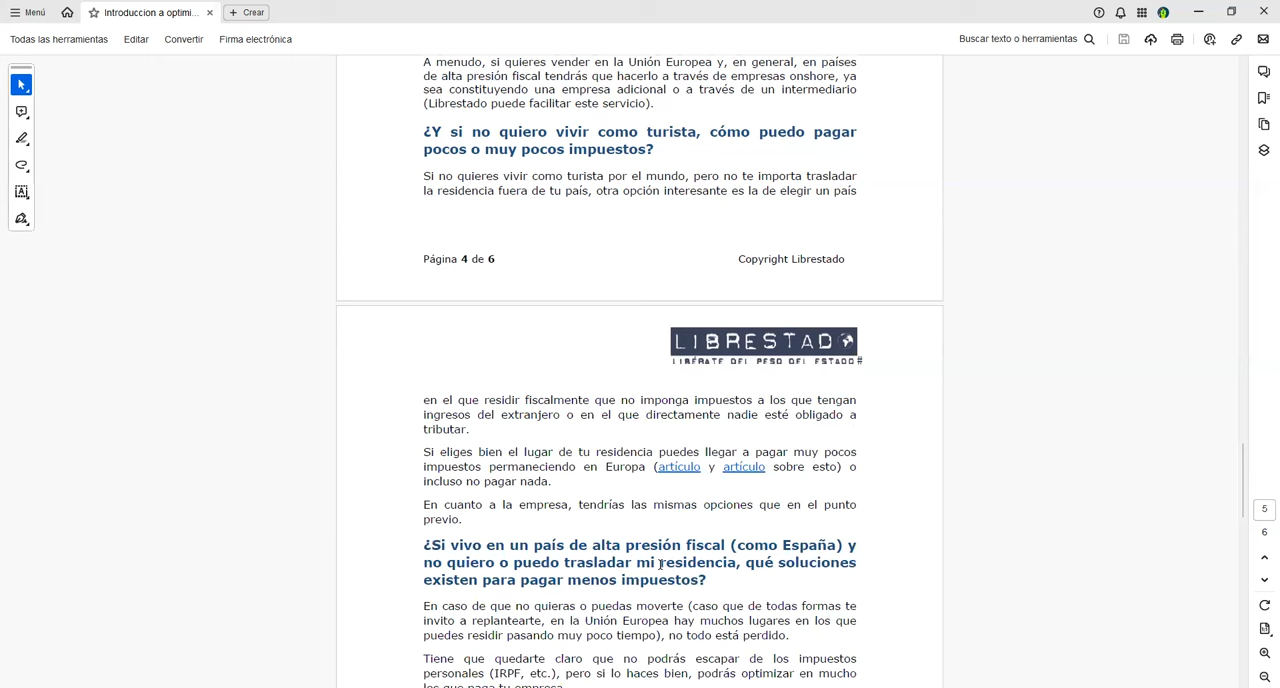 Menú
Introduccion a optimi...
Crear
Todas las herramientas
Editar
Convertir
Firma electrónica
Buscar texto o herramientas
A menudo, si quieres vender en la Unión Europea y, en general, en países
de alta presión fiscal tendrás que hacerlo a través de empresas onshore, ya
sea constituyendo una empresa adicional o a través de un intermediario
(Librestado puede facilitar este servicio).
¿Y si no quiero vivir como turista, cómo puedo pagar
pocos o muy pocos impuestos?
Si no quieres vivir como turista por el mundo, pero no te importa trasladar
la residencia fuera de tu país, otra opción interesante es la de elegir un país
Página 4 de 6
Copyright Librestado
LIBRESTADO
LIBÉRATE DEL PESO DEL ESTADO#
en el que residir fiscalmente que no imponga impuestos a los que tengan
ingresos del extranjero o en el que directamente nadie esté obligado a
tributar.
Si eliges bien el lugar de tu residencia puedes llegar a pagar muy pocos
impuestos permaneciendo en Europa (artículo y artículo sobre esto) o
incluso no pagar nada.
En cuanto a la empresa, tendrías las mismas opciones que en el punto
previo.
¿Si vivo en un país de alta presión fiscal (como España) y
no quiero o puedo trasladar mi residencia, qué soluciones
existen para pagar menos impuestos?
En caso de que no quieras o puedas moverte (caso que de todas formas te
invito a replantearte, en la Unión Europea hay muchos lugares en los que
puedes residir pasando muy poco tiempo), no todo está perdido.
Tiene que quedarte claro que no podrás escapar de los impuestos
personales (IRPF, etc.), pero si lo haces bien, podrás optimizar en mucho
los que paga tu empresa
5
6